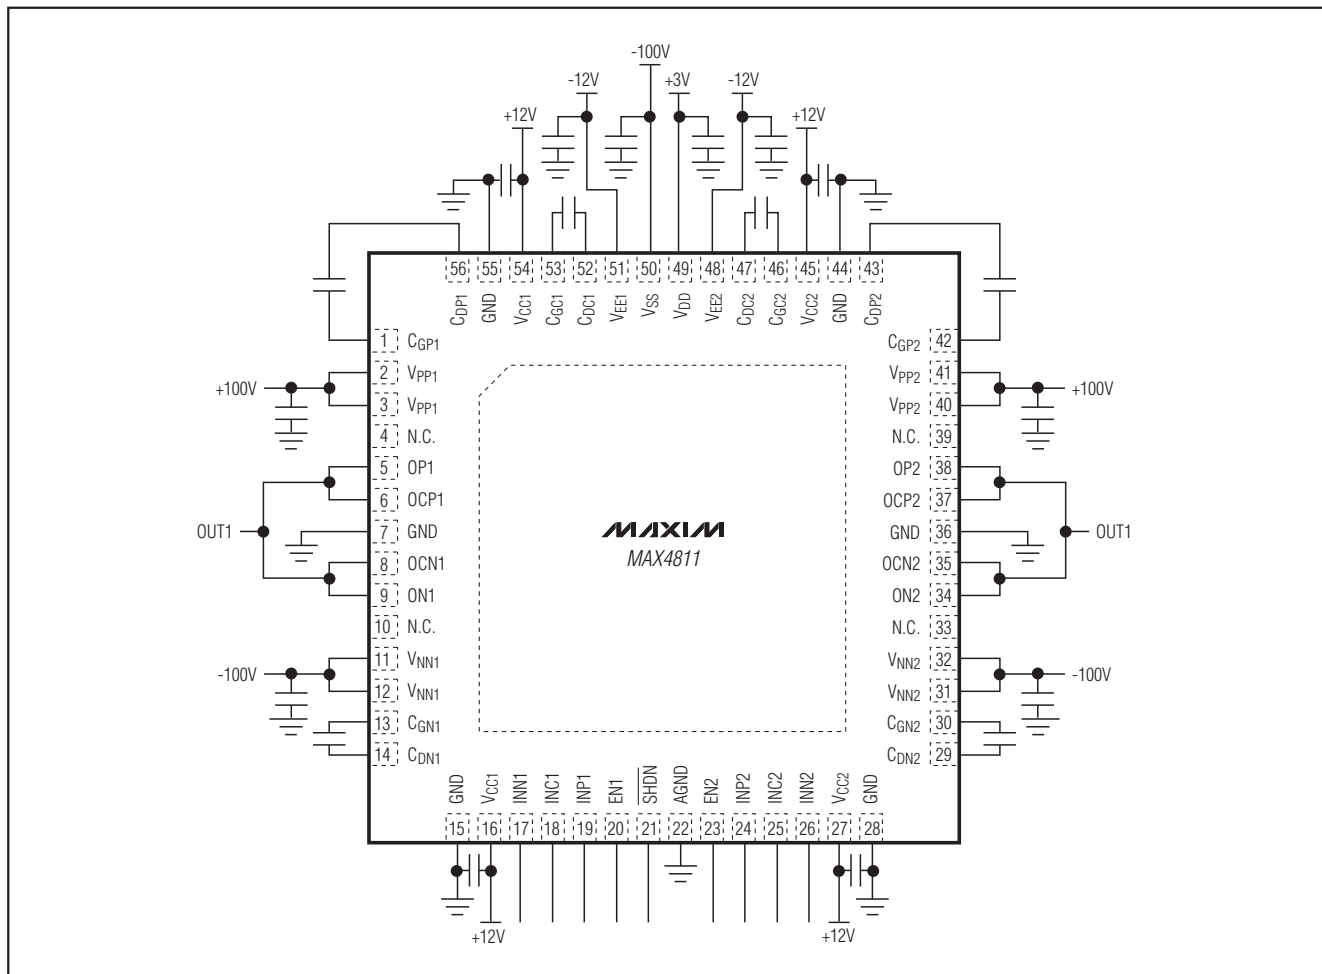 -100V
-12V +3V -12V
+12V +12V
56 55 54 53 52 51 50 49 48 47 46 45 44 43
CDP1 GND VCC1 CGC1 CDC1 VEE1 VSS VDD VEE2 CDC2 CGC2 VCC2 GND CDP2
1 CGP1 CGP2 42
2 VPP1 VPP2 41
+100V +100V
3 VPP1 VPP2 40
4 N.C. N.C. 39
5 OP1 OP2 38
6 OCP1 OCP2 37
OUT1 7 GND MAXIM GND 36 OUT1
MAX4811
8 OCN1 OCN2 35
9 ON1 ON2 34
10 N.C. N.C. 33
11 VNN1 VNN2 32
-100V -100V
12 VNN1 VNN2 31
13 CGN1 CGN2 30
14 CDN1 CDN2 29
GND VCC1 INN1 INC1 INP1 EN1 SHDN AGND EN2 INP2 INC2 INN2 VCC2 GND
15 16 17 18 19 20 21 22 23 24 25 26 27 28
+12V +12V